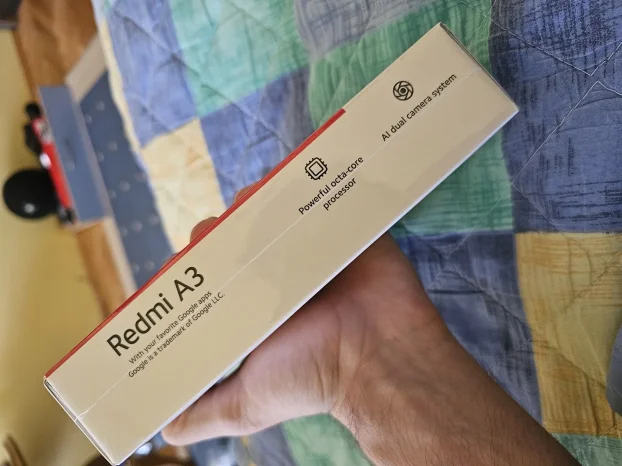 Redmi A3
With your favorite Google apps
Google is a trademark of Google LLC.
Powerful octa-core
processor
AI dual camera system